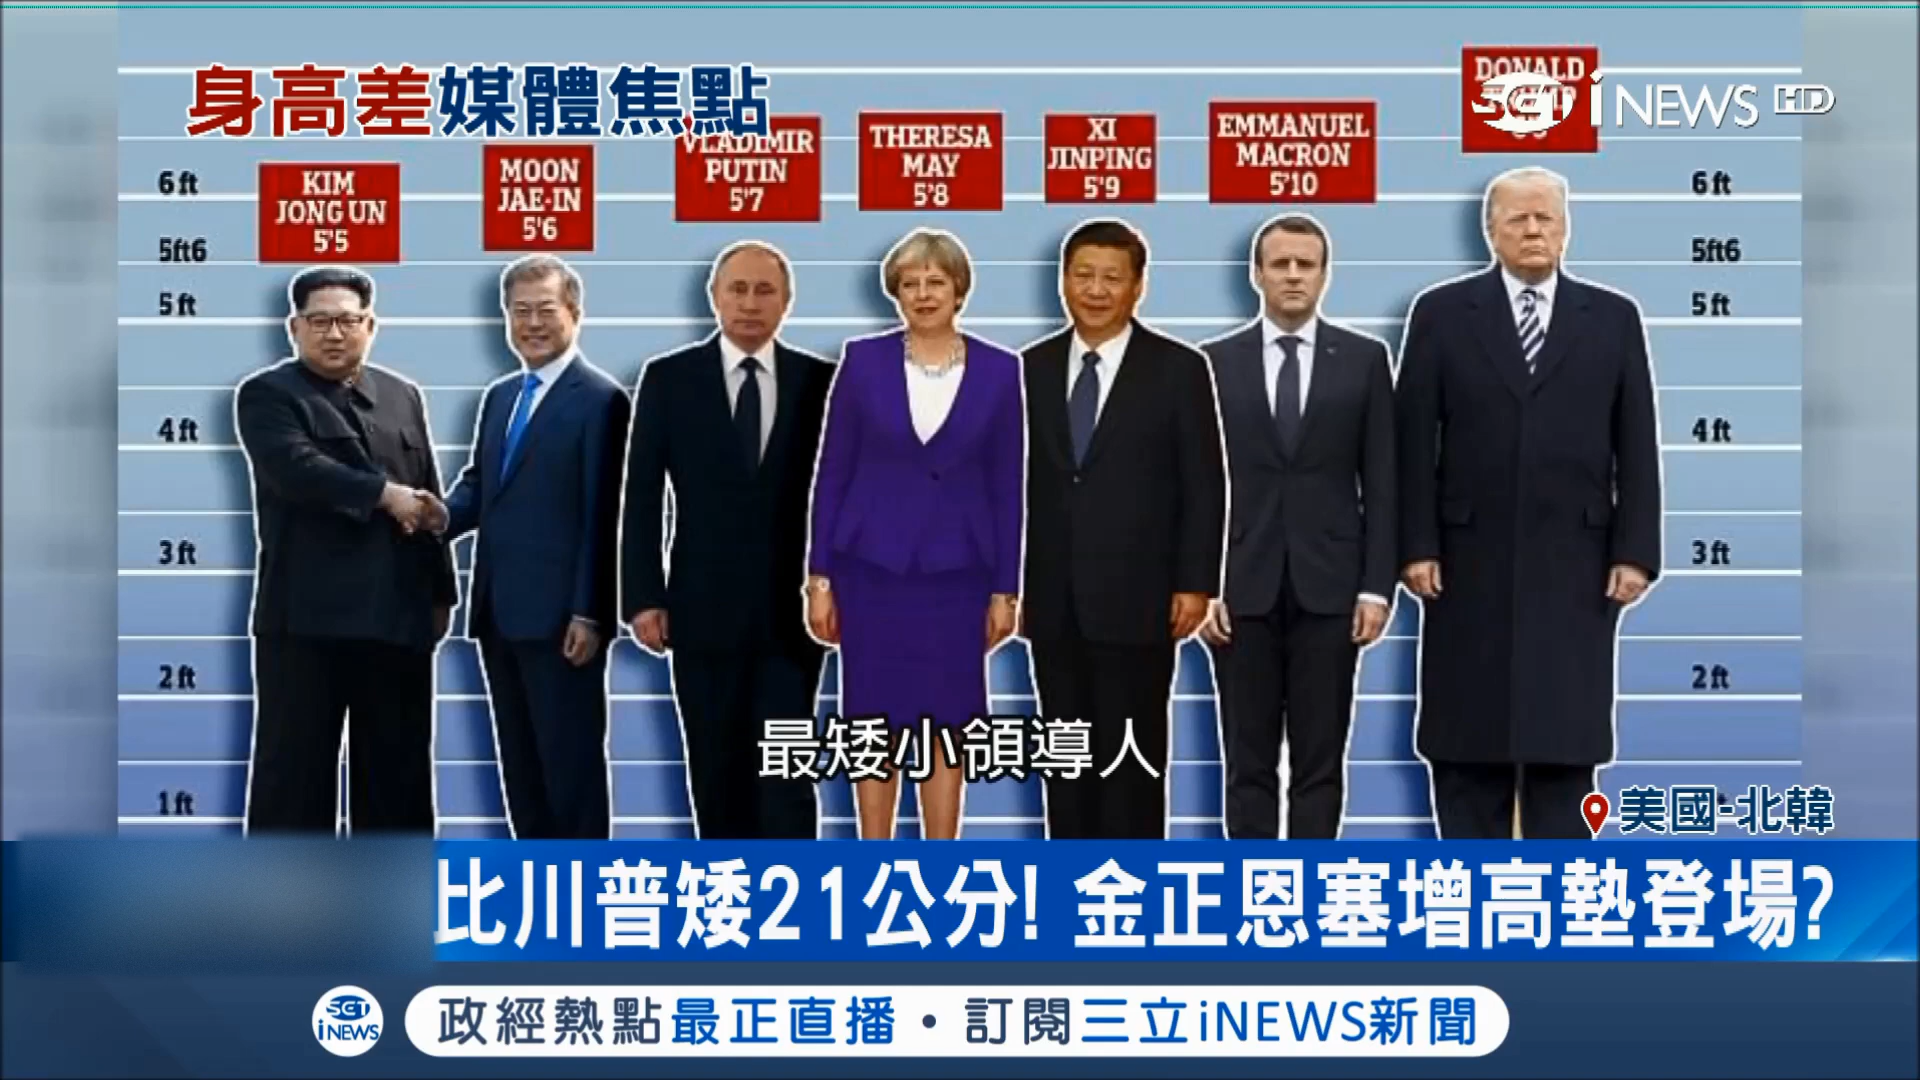 身高差媒體焦點
SET iNEWS HD
KIM
JONG UN
5'5
MOON
JAE-IN
5'6
VLADIMIR
PUTIN
5'7
THERESA
MAY
5'8
XI
JINPING
5'9
EMMANUEL
MACRON
5'10
DONALD
6 ft
5ft6
5 ft
4 ft
3 ft
2 ft
1 ft
6 ft
5ft6
5 ft
4 ft
3 ft
2 ft
最矮小領導人
美國-北韓
比川普矮21公分! 金正恩塞增高墊登場?
SET
iNEWS
政經熱點最正直播·訂閱三立iNEWS新聞